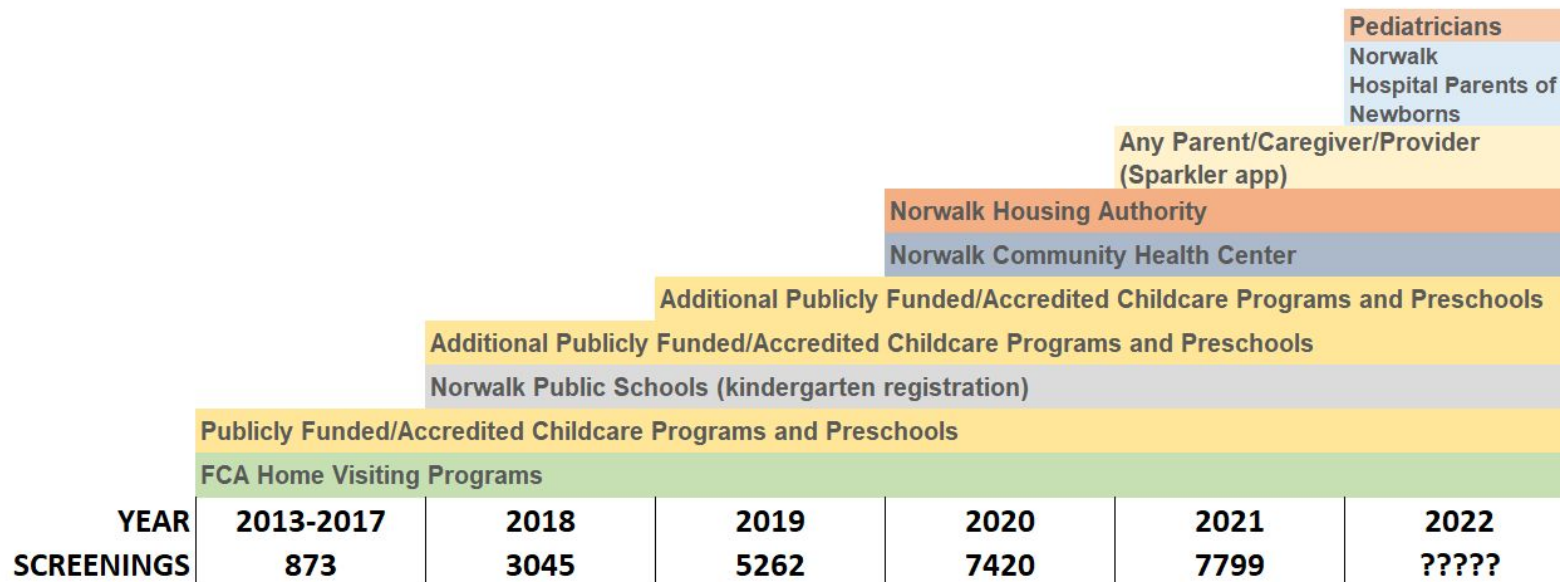 Pediatricians
Norwalk
Hospital Parents of
Newborns
Any Parent/Caregiver/Provider
(Sparkler app)
Norwalk Housing Authority
Norwalk Community Health Center
Additional Publicly Funded/Accredited Childcare Programs and Preschools
Additional Publicly Funded/Accredited Childcare Programs and Preschools
Norwalk Public Schools (kindergarten registration)
Publicly Funded/Accredited Childcare Programs and Preschools
FCA Home Visiting Programs
YEAR 2013-2017 2018 2019 2020 2021 2022
SCREENINGS 873 3045 5262 7420 7799 ?????